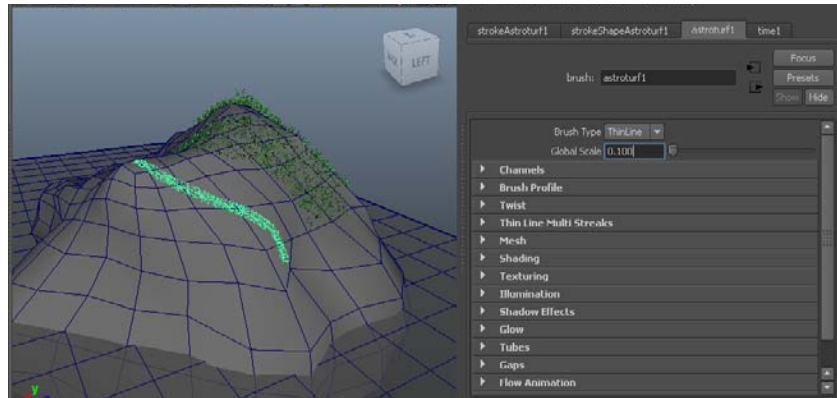 strokeAstroturf1 strokeShapeAstroturf1 astroturf1 time1
Focus
brush: astroturf1
Presets
Show Hide
Brush Type ThinLine
Global Scale 0.100
Channels
Brush Profile
Twist
Thin Line Multi Streaks
Mesh
Shading
Texturing
Illumination
Shadow Effects
Glow
Tubes
Gaps
Flow Animation
LEFT
y